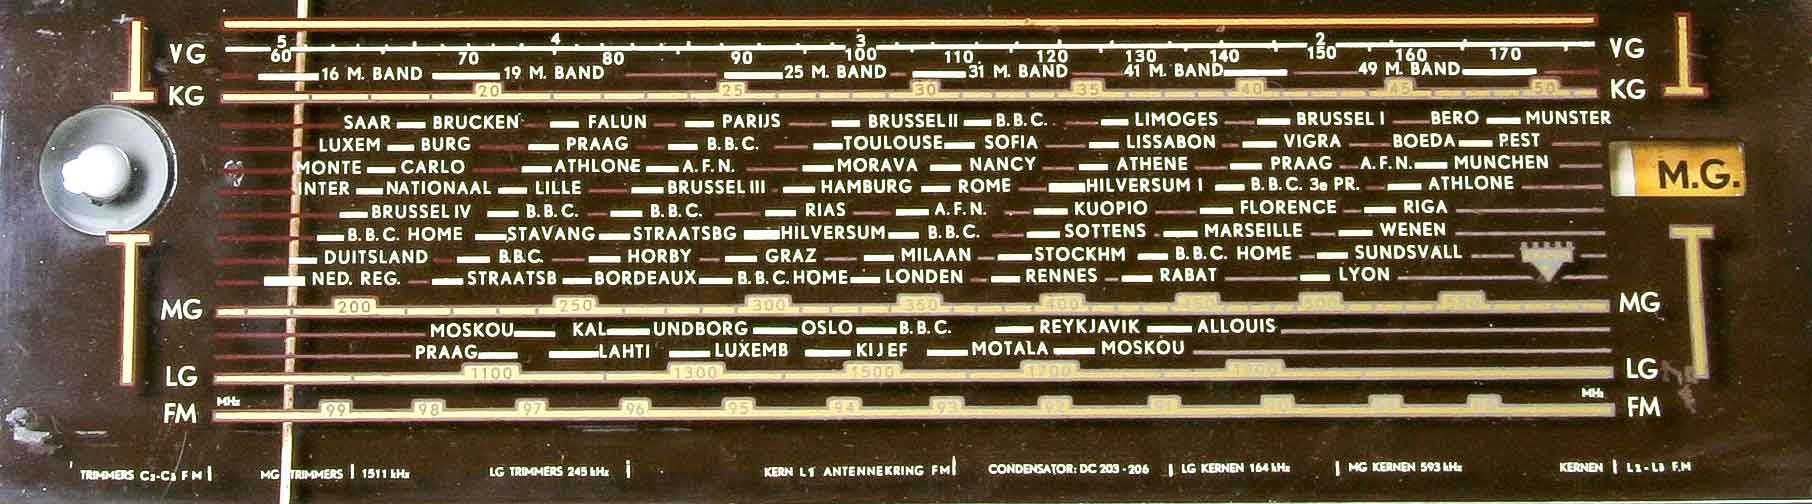 5 4 3 2
VG 60 70 80 90 100 110 120 130 140 150 160 170 VG
16 M. BAND 19 M. BAND 25 M. BAND 31 M. BAND 41 M. BAND 49 M. BAND
KG 20 25 30 35 40 45 50 KG
SAAR BRUCKEN FALUN PARIJS BRUSSEL II B.B.C. LIMOGES BRUSSEL I BERO MUNSTER
LUXEM BURG PRAAG B.B.C. TOULOUSE SOFIA LISSABON VIGRA BOEDA PEST
MONTE CARLO ATHLONE A.F.N. MORAVA NANCY ATHENE PRAAG A.F.N. MUNCHEN
INTER NATIONAAL LILLE BRUSSEL III HAMBURG ROME HILVERSUM I B.B.C. 3e PR. ATHLONE
M.G.
BRUSSEL IV B.B.C. B.B.C. RIAS A.F.N. KUOPIO FLORENCE RIGA
B.B.C. HOME STAVANG STRAATSBG HILVERSUM B.B.C. SOTTENS MARSEILLE WENEN
DUITSLAND B.B.C. HORBY GRAZ MILAAN STOCKHM B.B.C. HOME SUNDSVALL
NED. REG. STRAATSB BORDEAUX B.B.C. HOME LONDEN RENNES RABAT LYON
MG 200 250 300 350 400 450 500 MG
MOSKOU KAL UNDBORG OSLO B.B.C. REYKJAVIK ALLOUIS
PRAAG LAHTI LUXEMB KIJEF MOTALA MOSKOU
LG 1100 1300 1500 LG
MHz MHz
FM 99 98 97 96 95 94 93 92 91 90 FM
TRIMMERS C2-C3 FM MG TRIMMERS 1511 kHz LG TRIMMERS 245 kHz KERN L1 ANTENNEKRING FM CONDENSATOR: DC 203-206 LG KERNEN 164 kHz MG KERNEN 593 kHz KERNEN L2-L3 F.M